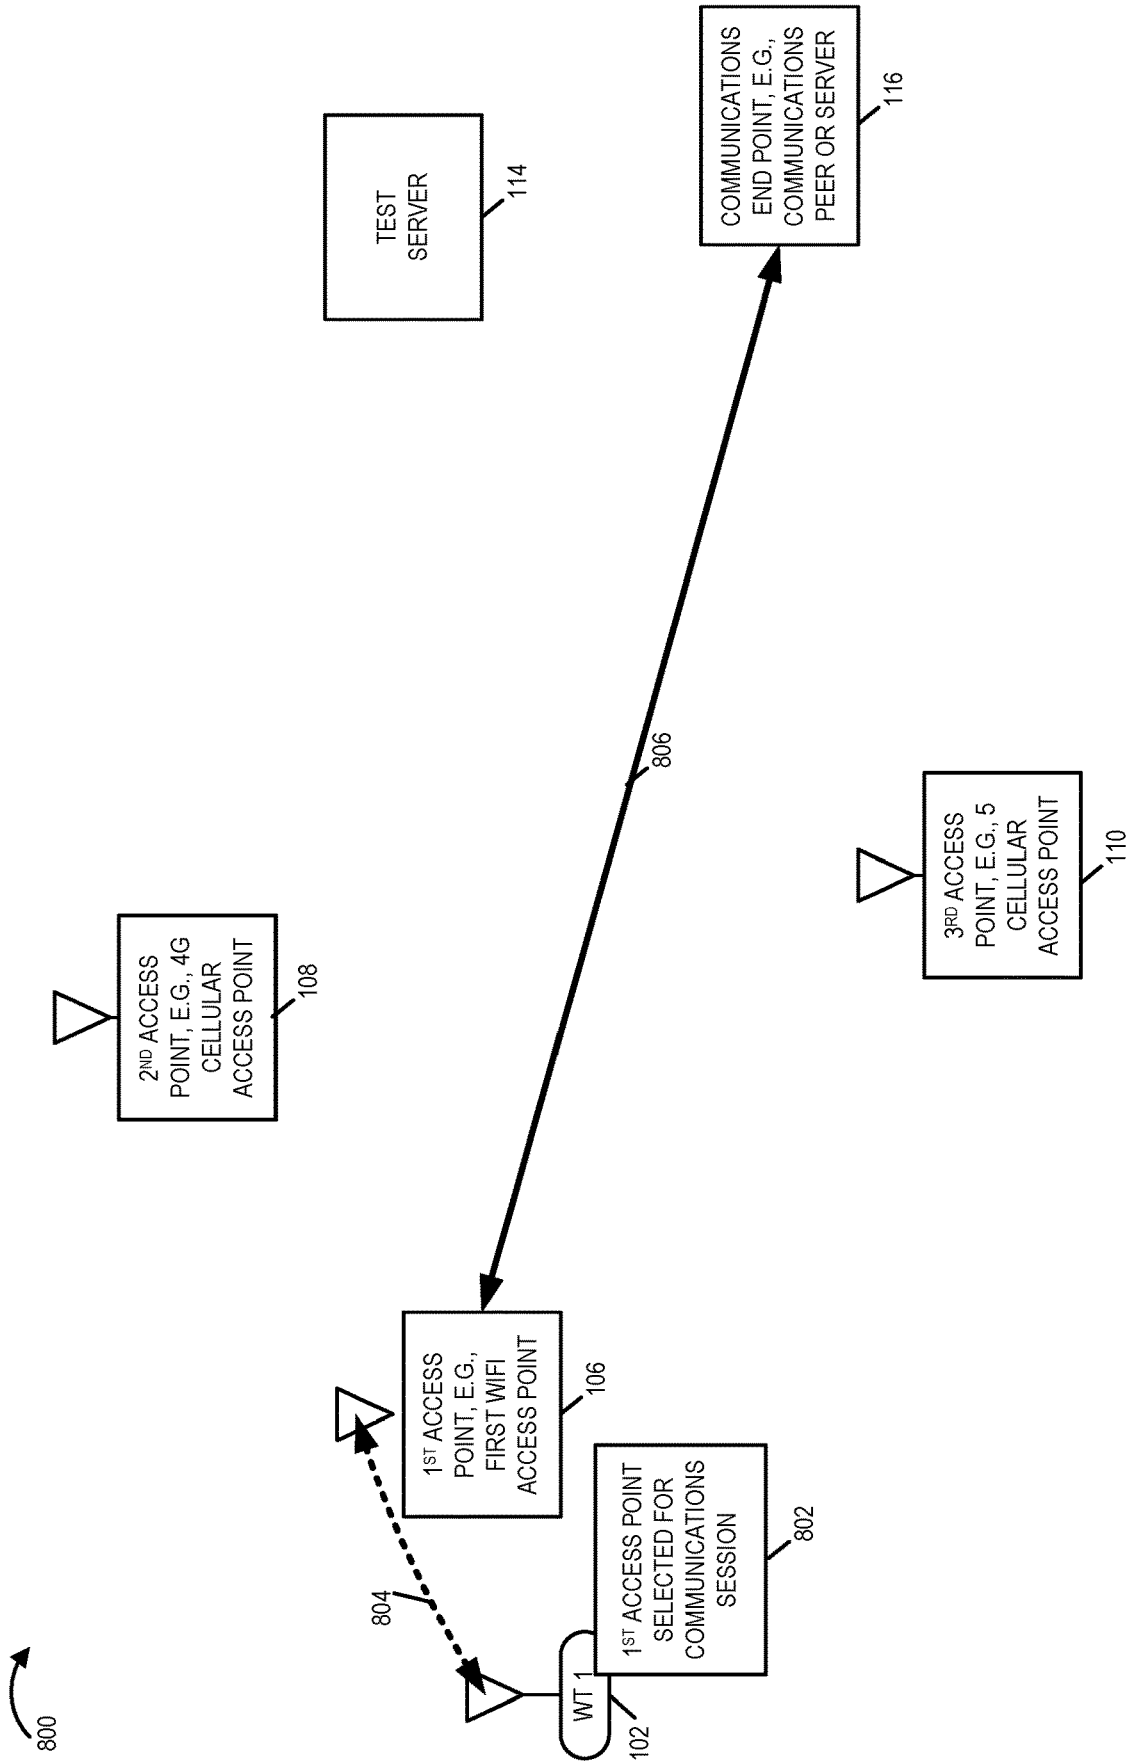 800
2ND ACCESS
POINT, E.G., 4G
CELLULAR
ACCESS POINT
108
TEST
SERVER
114
804
1ST ACCESS
POINT, E.G.,
FIRST WIFI
ACCESS POINT
106
WT 1
102
1ST ACCESS POINT
SELECTED FOR
COMMUNICATIONS
SESSION
802
806
COMMUNICATIONS
END POINT, E.G.,
COMMUNICATIONS
PEER OR SERVER
116
3RD ACCESS
POINT, E.G., 5
CELLULAR
ACCESS POINT
110